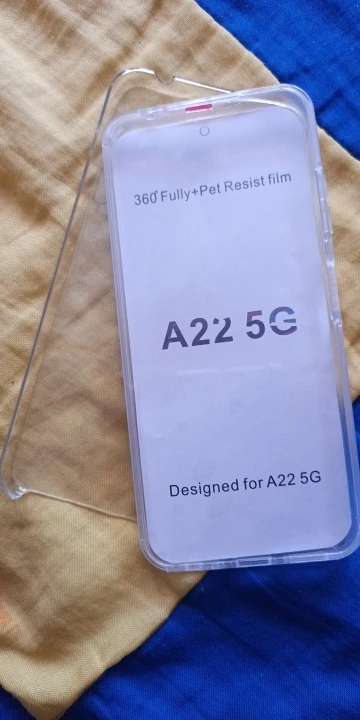 360°Fully+Pet Resist film
A22 5G
Designed for A22 5G